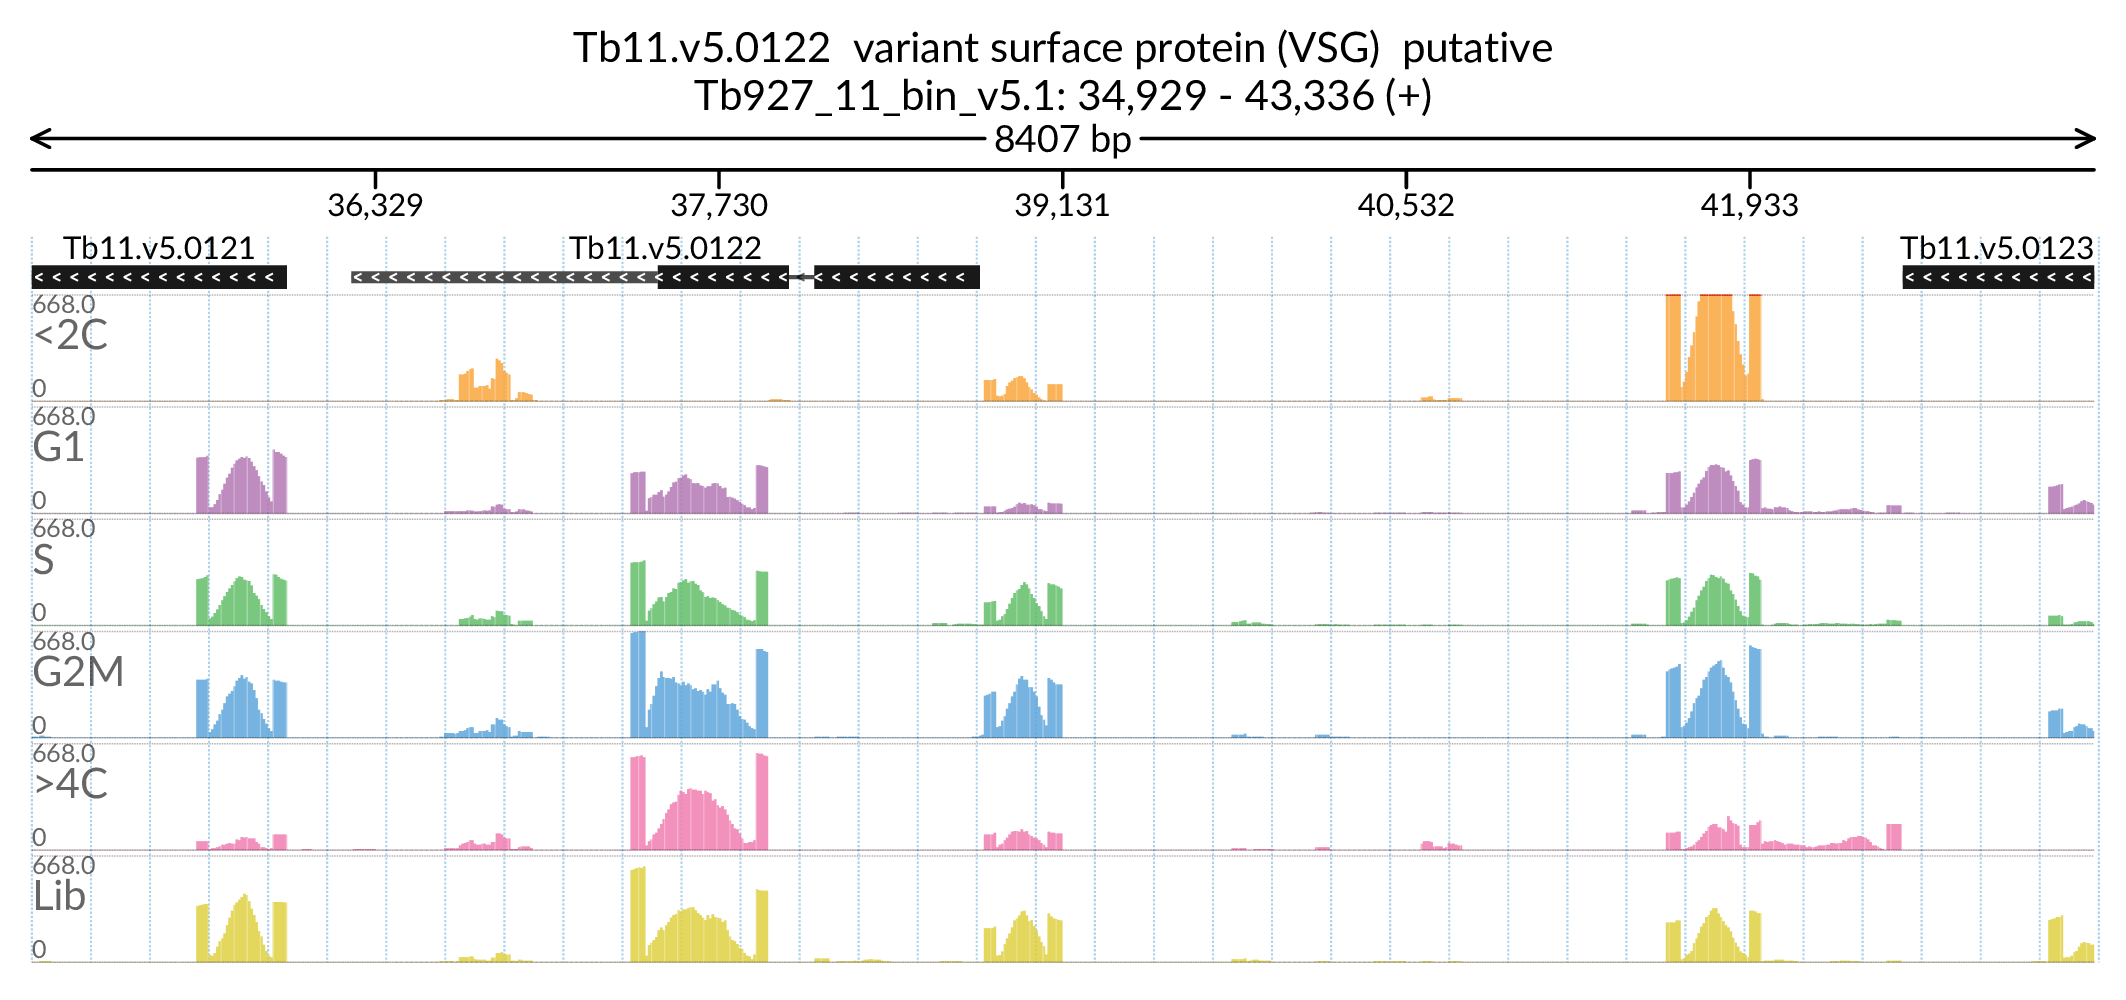 Tb11.v5.0122  variant surface protein (VSG)  putative
Tb927_11_bin_v5.1: 34,929 - 43,336 (+)
8407 bp
36,329 37,730 39,131 40,532 41,933
Tb11.v5.0121 Tb11.v5.0122 Tb11.v5.0123
668.0
<2C
0
668.0
G1
0
668.0
S
0
668.0
G2M
0
668.0
>4C
0
668.0
Lib
0